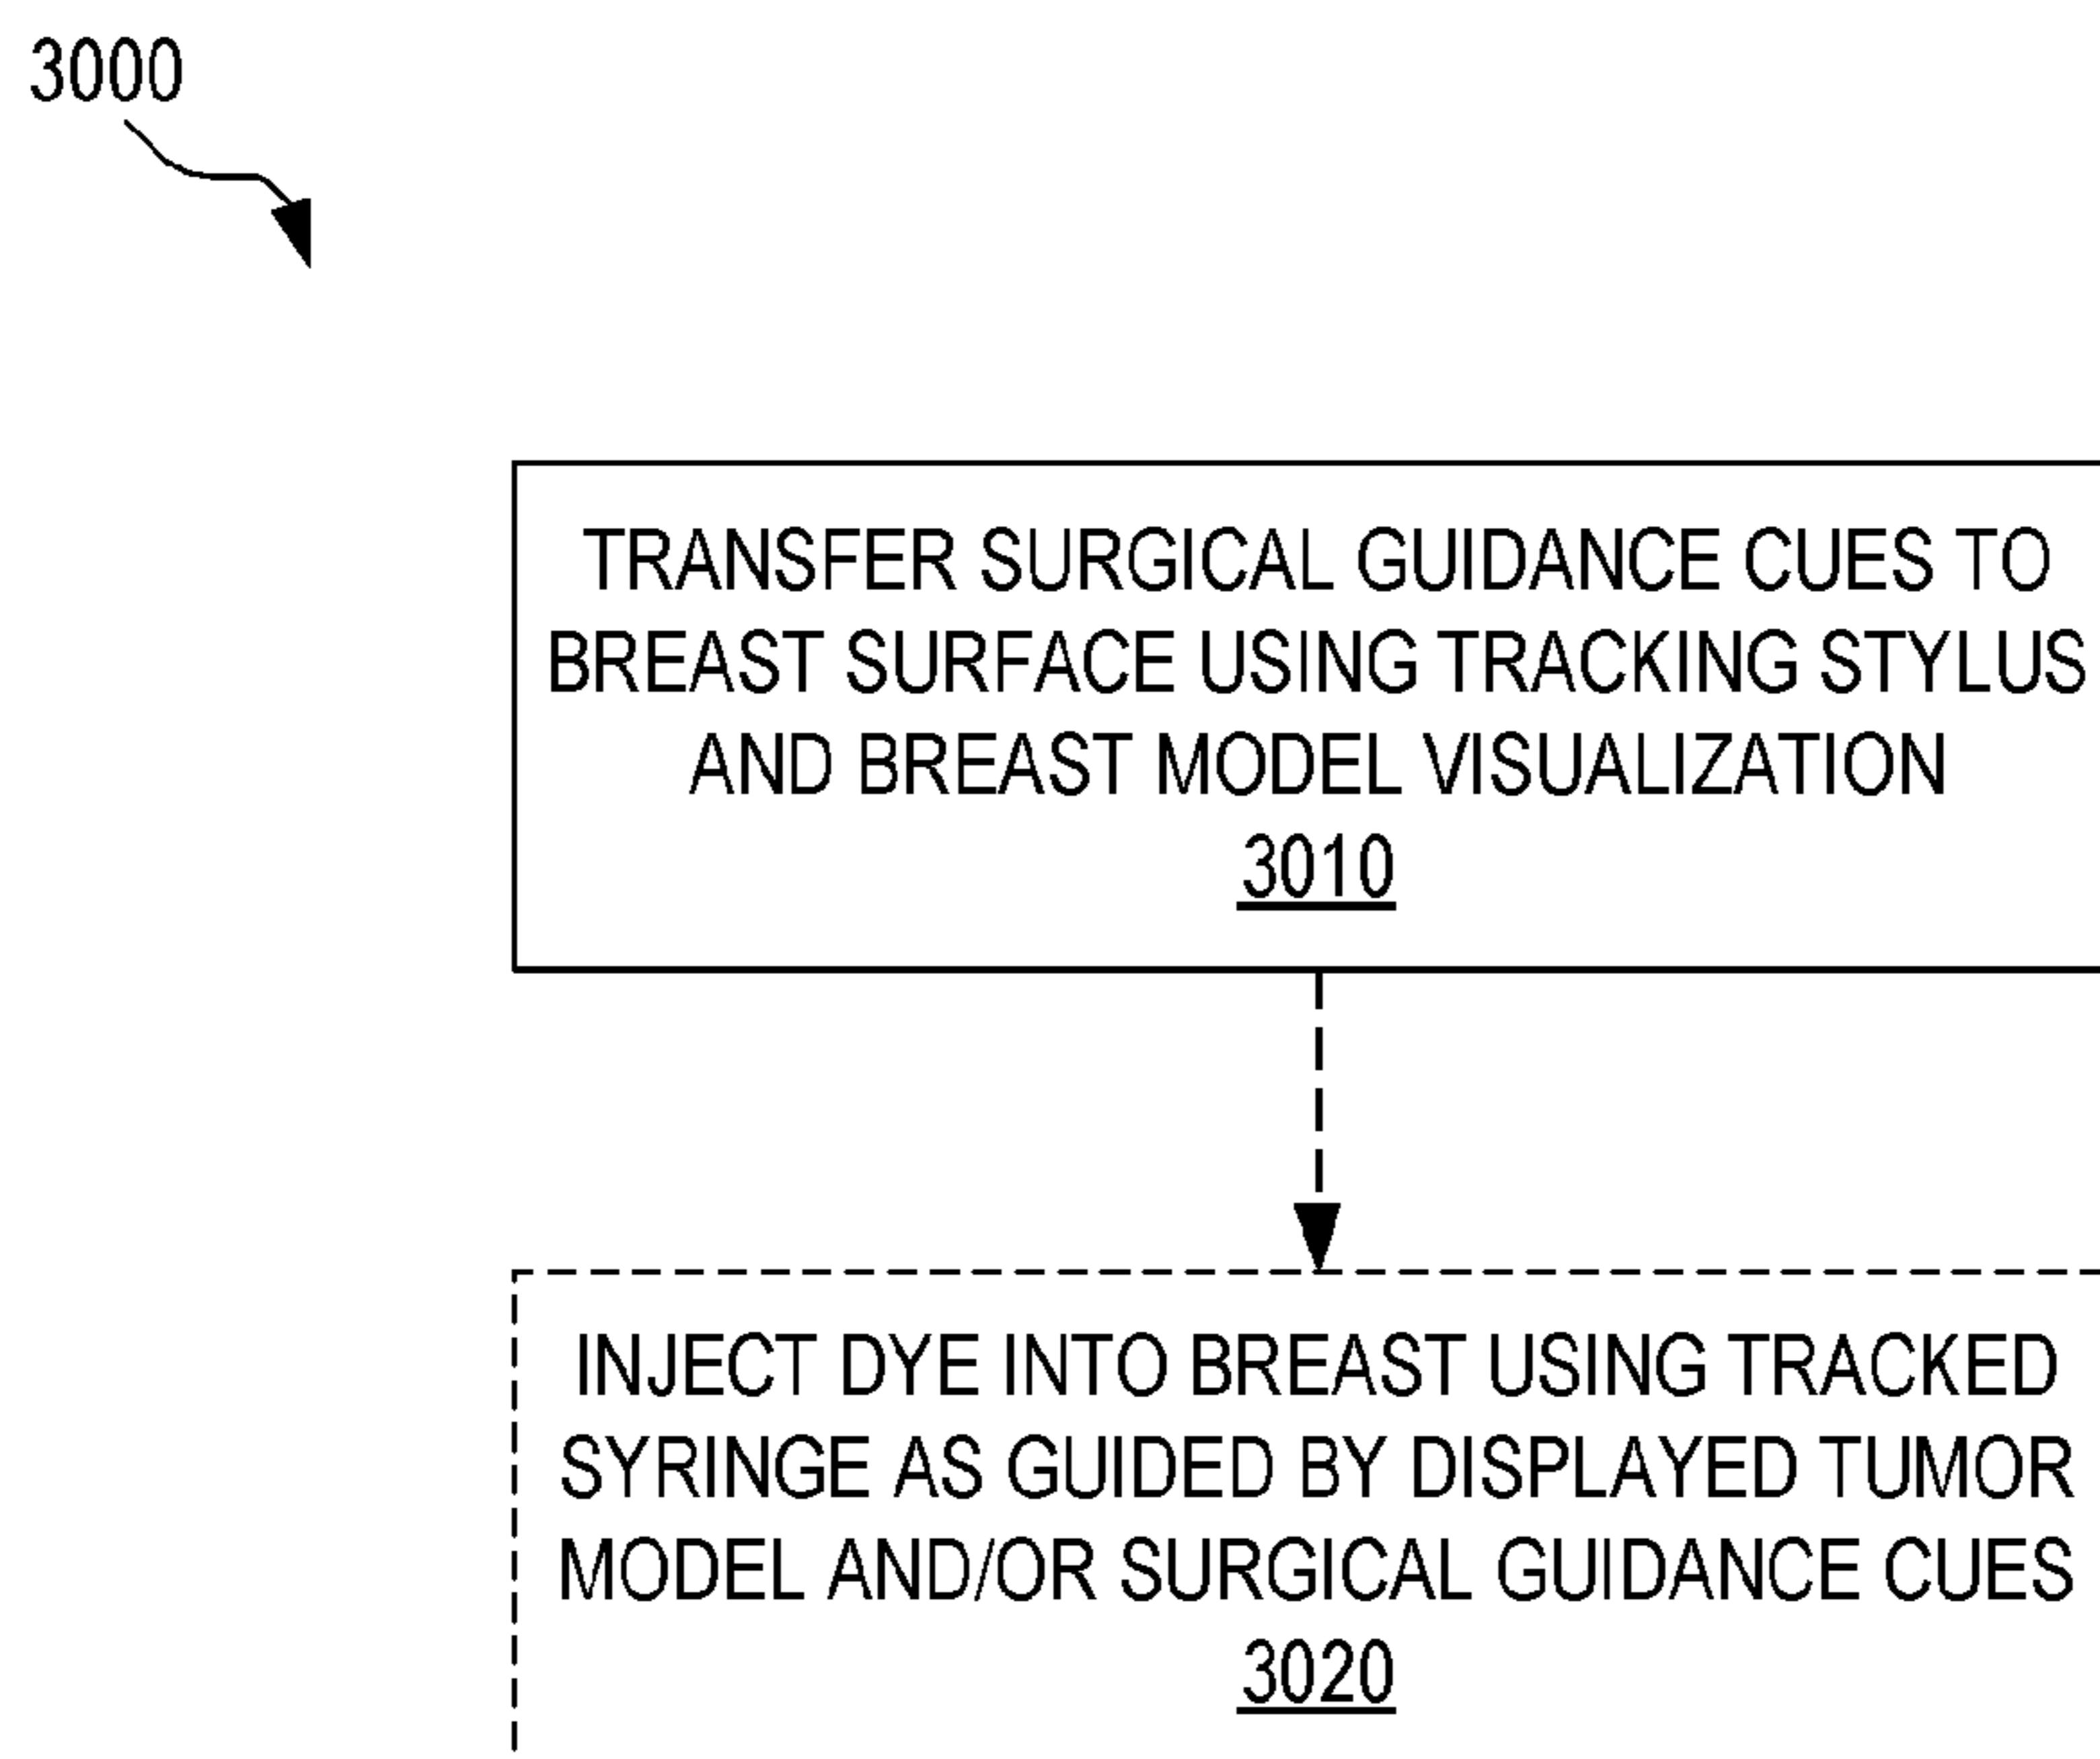 3000
TRANSFER SURGICAL GUIDANCE CUES TO
BREAST SURFACE USING TRACKING STYLUS
AND BREAST MODEL VISUALIZATION
3010
INJECT DYE INTO BREAST USING TRACKED
SYRINGE AS GUIDED BY DISPLAYED TUMOR
MODEL AND/OR SURGICAL GUIDANCE CUES
3020